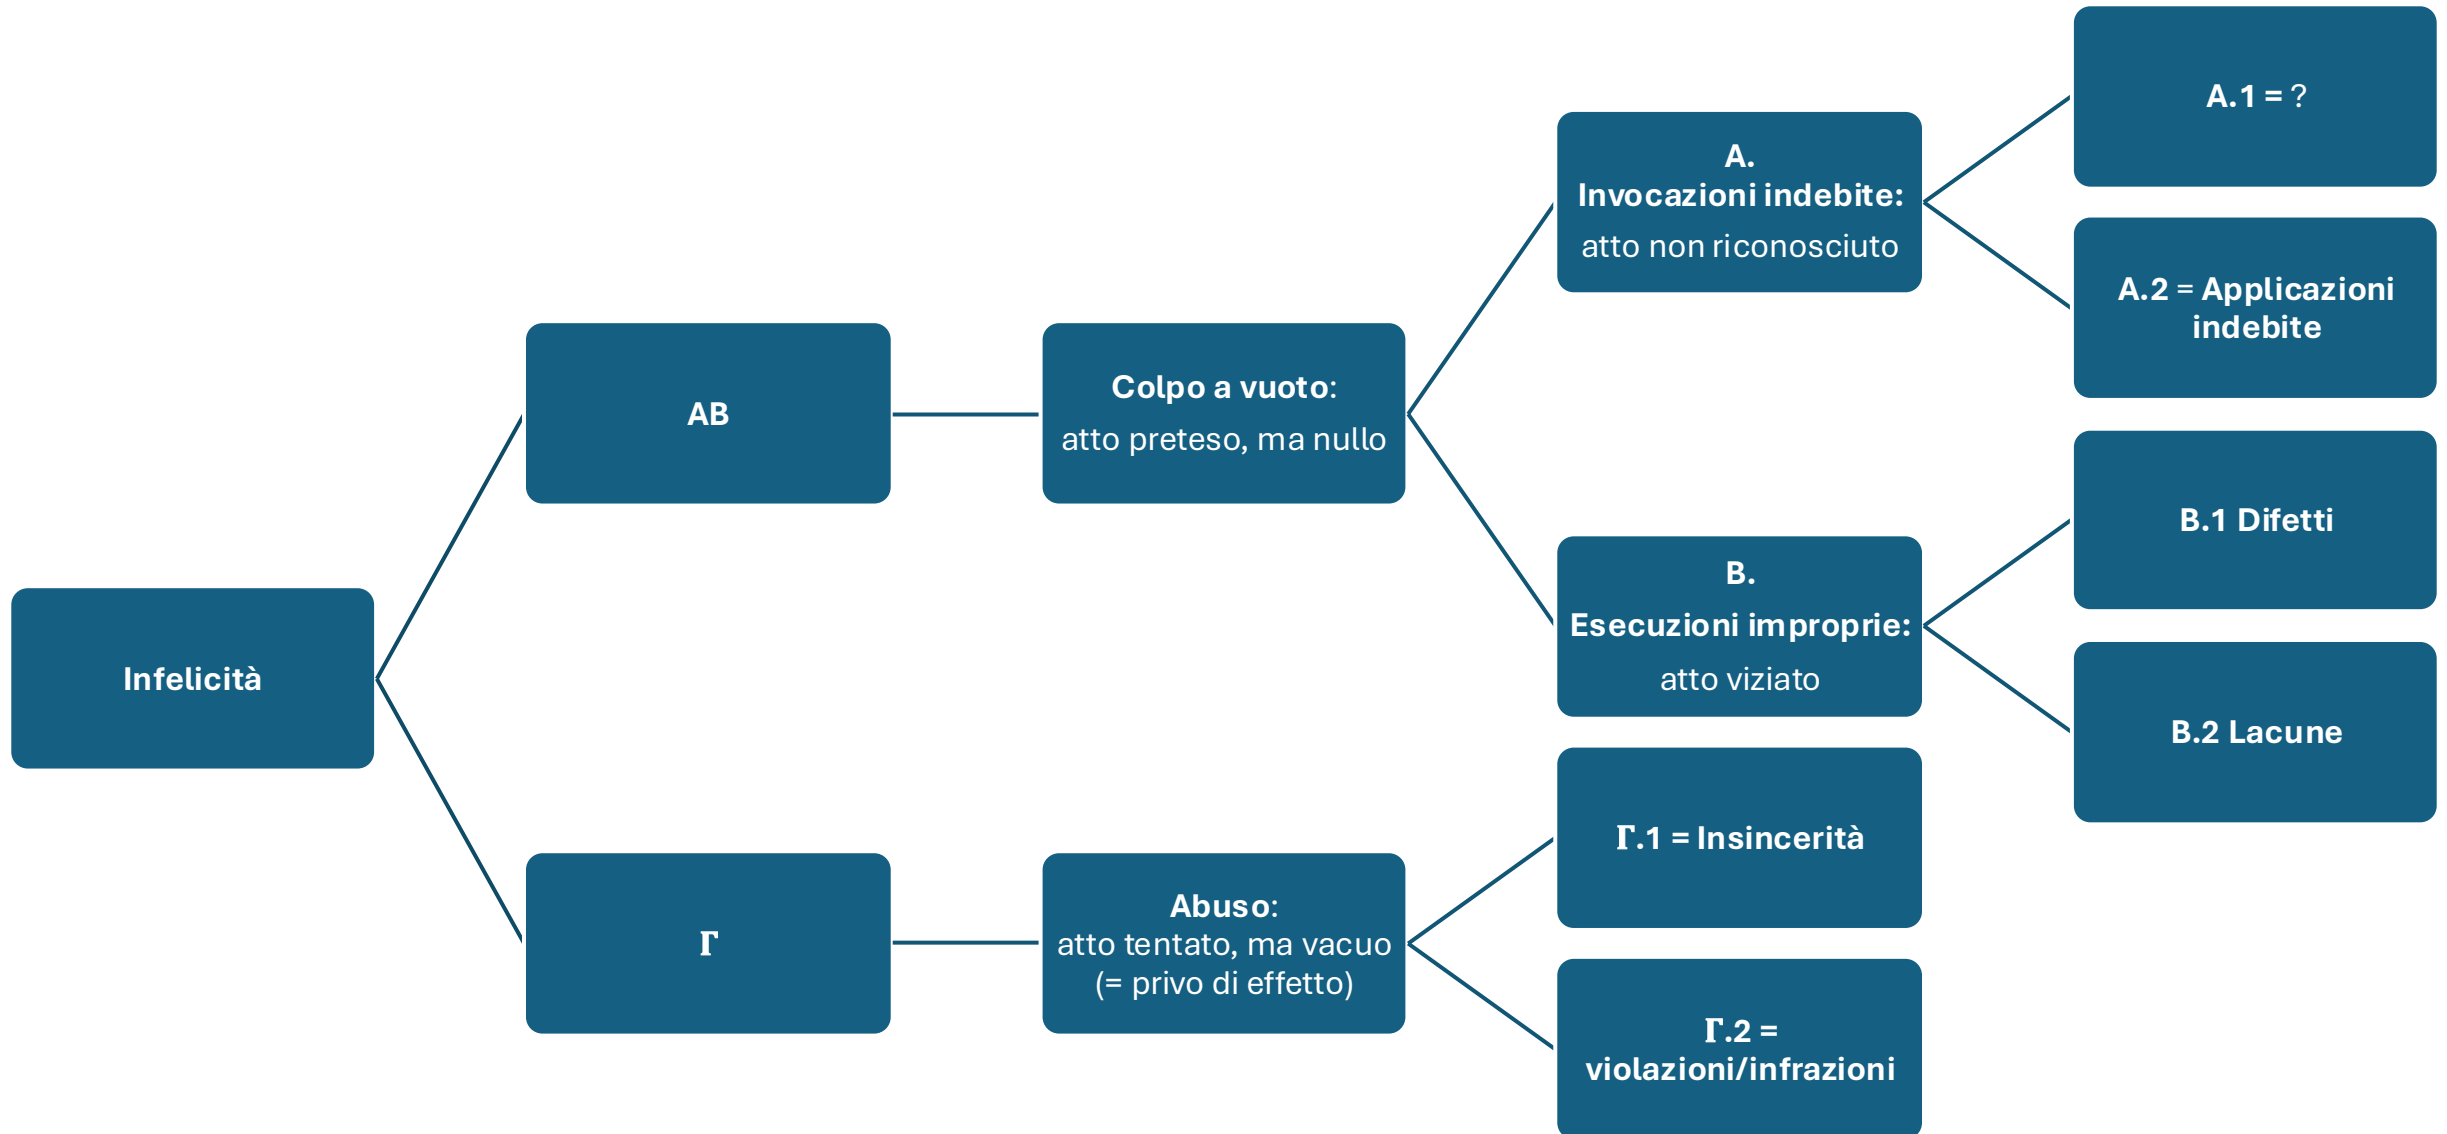 Infelicità
AB
Colpo a vuoto:
atto preteso, ma nullo
A.
Invocazioni indebite:
atto non riconosciuto
A.1 = ?
A.2 = Applicazioni
indebite
B.
Esecuzioni improprie:
atto viziato
B.1 Difetti
B.2 Lacune
Γ
Abuso:
atto tentato, ma vacuo
(= privo di effetto)
Γ.1 = Insincerità
Γ.2 =
violazioni/infrazioni